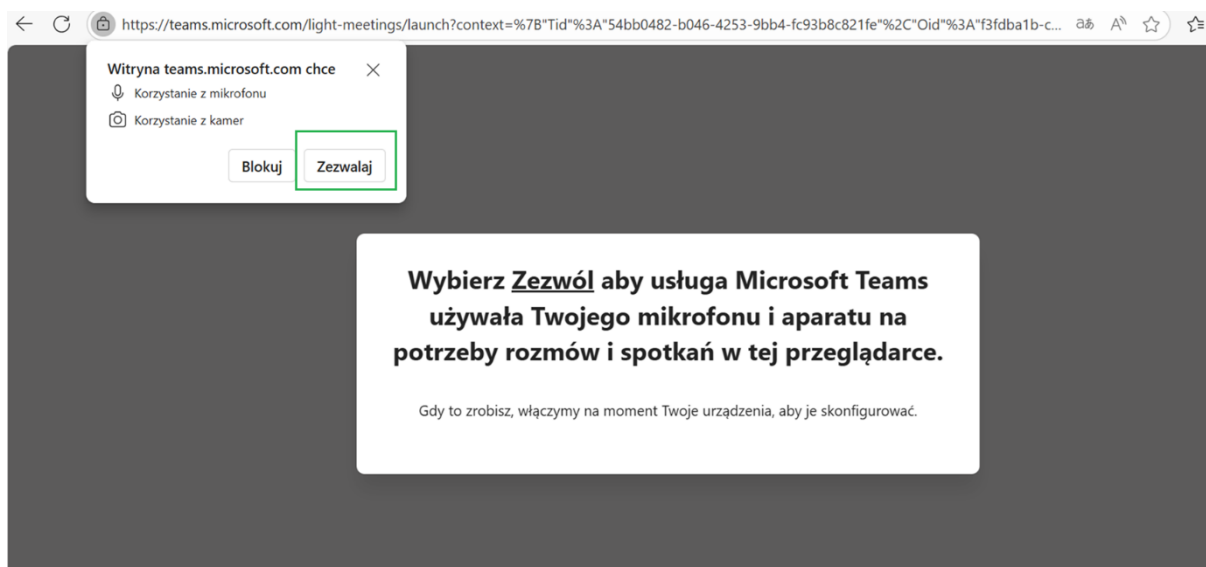 https://teams.microsoft.com/light-meetings/launch?context=%7B"Tid"%3A"54bb0482-b046-4253-9bb4-fc93b8c821fe"%2C"Oid"%3A"f3fdba1b-c...
Witryna teams.microsoft.com chce
Korzystanie z mikrofonu
Korzystanie z kamer
Blokuj Zezwalaj
Wybierz Zezwól aby usługa Microsoft Teams
używała Twojego mikrofonu i aparatu na
potrzeby rozmów i spotkań w tej przeglądarce.
Gdy to zrobisz, włączymy na moment Twoje urządzenia, aby je skonfigurować.